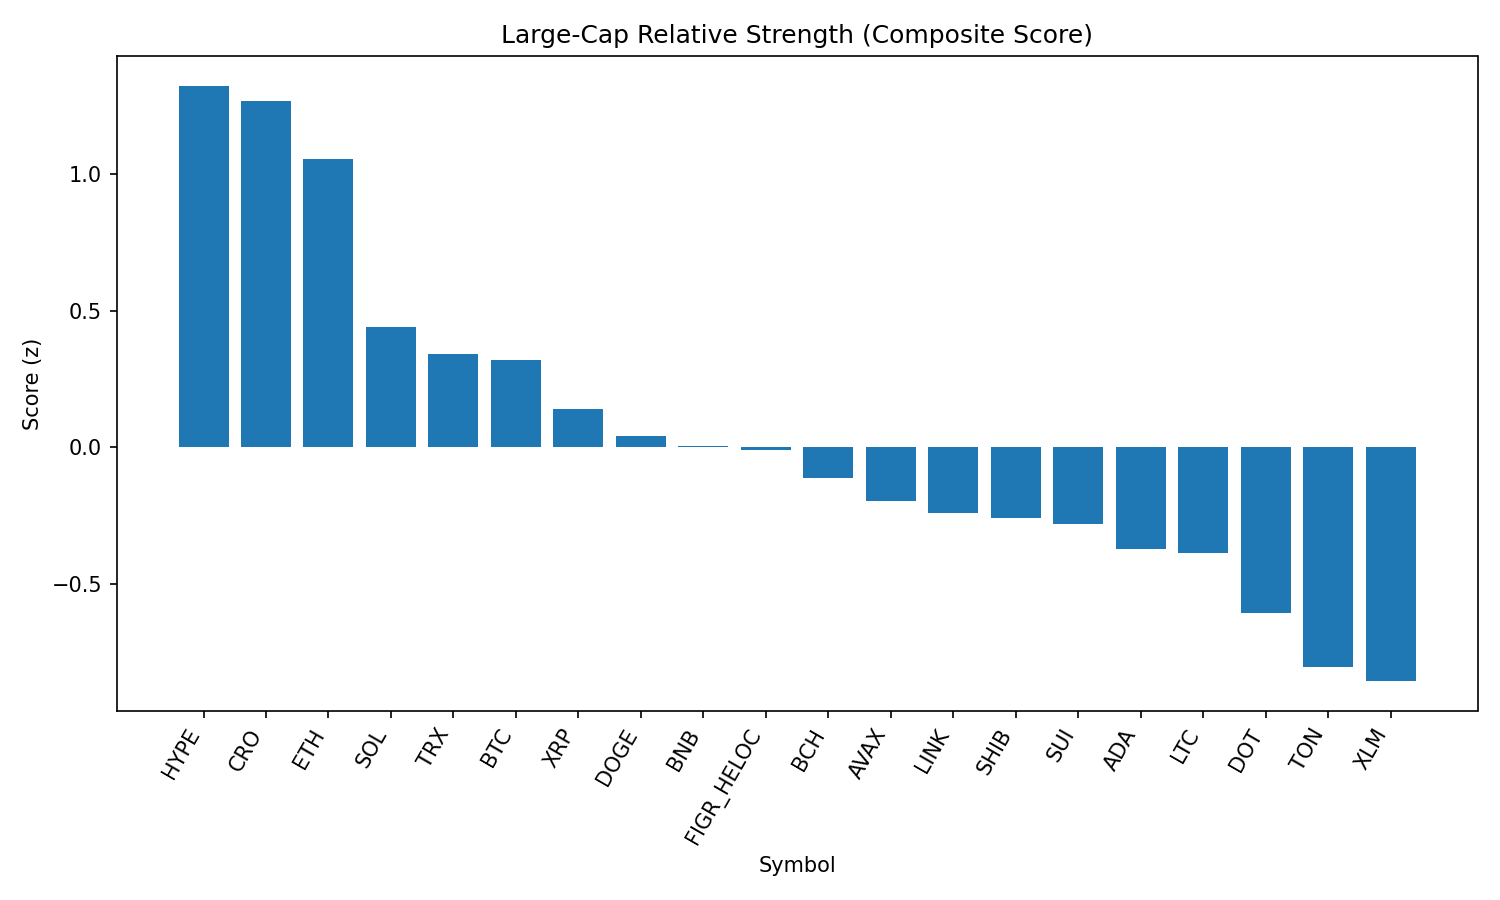 Large-Cap Relative Strength (Composite Score)
Score (z)
1.0
0.5
0.0
−0.5
HYPE
CRO
ETH
SOL
TRX
BTC
XRP
DOGE
BNB
FIGR_HELOC
BCH
AVAX
LINK
SHIB
SUI
ADA
LTC
DOT
TON
XLM
Symbol